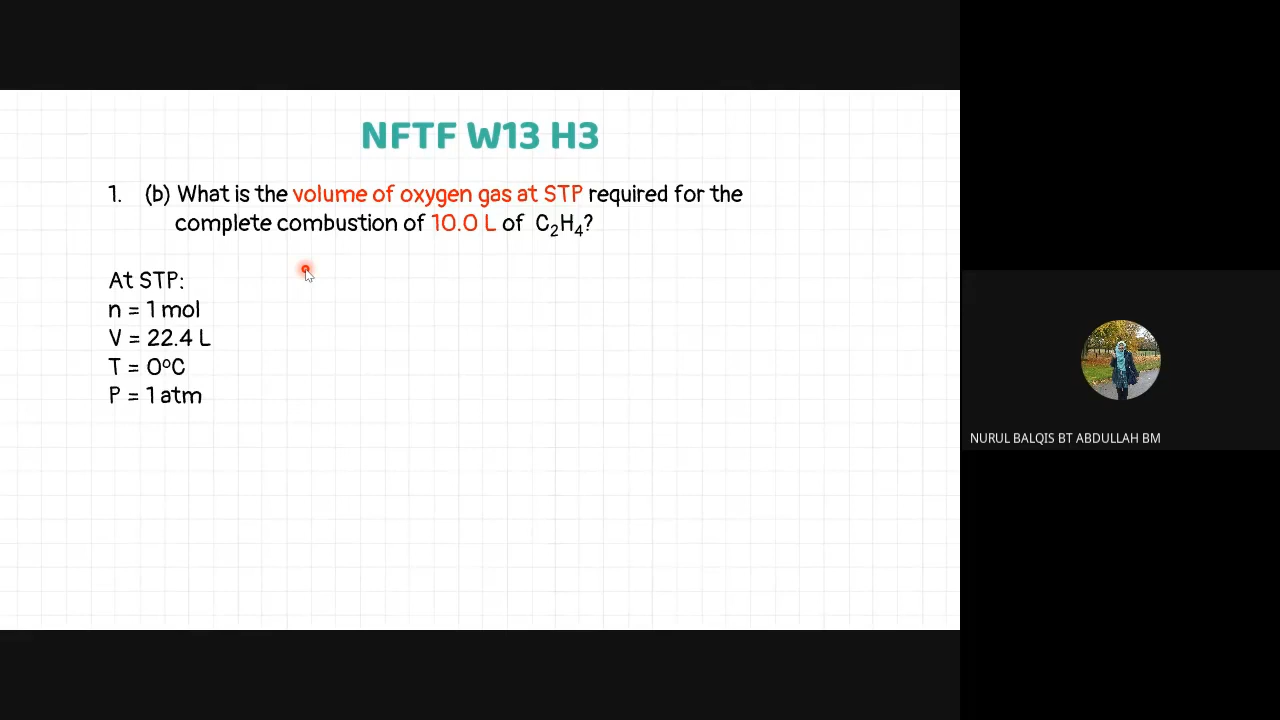 NFTF W13 H3
1. (b) What is the volume of oxygen gas at STP required for the
complete combustion of 10.0 L of C₂H₄?
At STP:
n = 1 mol
V = 22.4 L
T = 0°C
P = 1 atm
NURUL BALQIS BT ABDULLAH BM